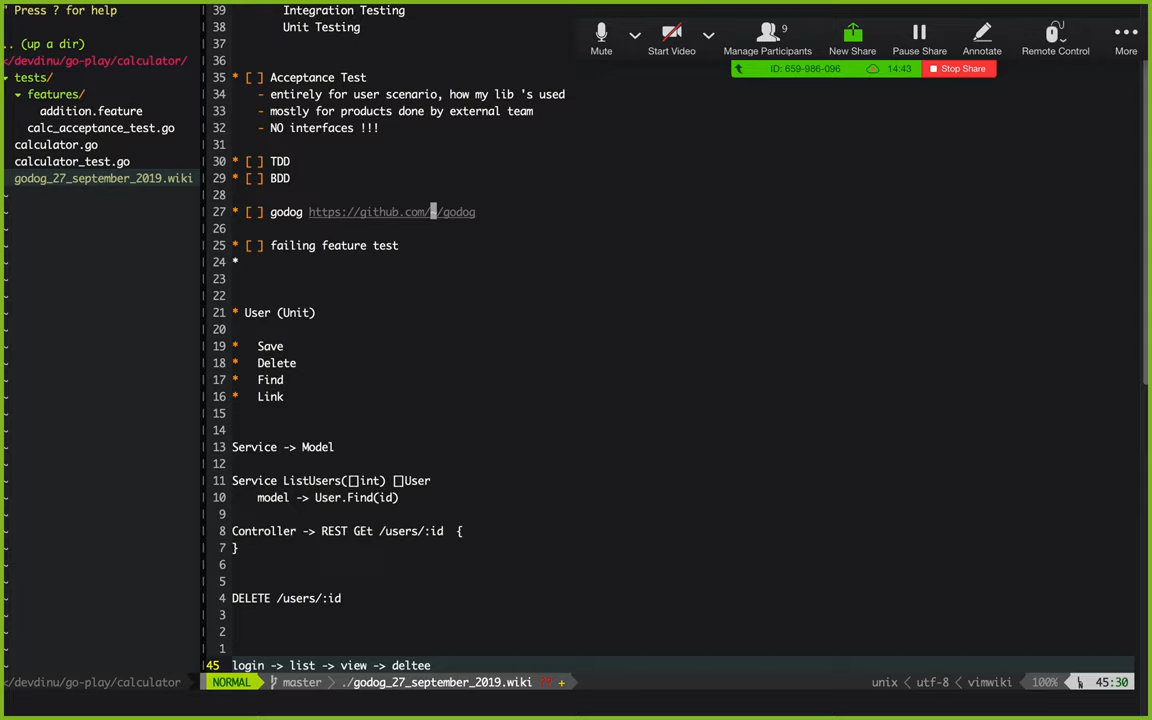 " Press ? for help
.. (up a dir)
</devdinu/go-play/calculator/
▾ tests/
▾ features/
addition.feature
calc_acceptance_test.go
calculator.go
calculator_test.go
godog_27_september_2019.wiki
</devdinu/go-play/calculator
39 Integration Testing
38 Unit Testing
37
36
35 * [ ] Acceptance Test
34 - entirely for user scenario, how my lib 's used
33 - mostly for products done by external team
32 - NO interfaces !!!
31
30 * [ ] TDD
29 * [ ] BDD
28
27 * [ ] godog https://github.com/-/godog
26
25 * [ ] failing feature test
24 *
23
22
21 * User (Unit)
20
19 * Save
18 * Delete
17 * Find
16 * Link
15
14
13 Service -> Model
12
11 Service ListUsers([]int) []User
10 model -> User.Find(id)
9
8 Controller -> REST GEt /users/:id {
7 }
6
5
4 DELETE /users/:id
3
2
1
45 login -> list -> view -> deltee
NORMAL master ./godog_27_september_2019.wiki ?? + unix < utf-8 < vimwiki 100% 45:30
Mute Start Video Manage Participants 9 New Share Pause Share Annotate Remote Control More
ID: 659-986-096 14:43 Stop Share